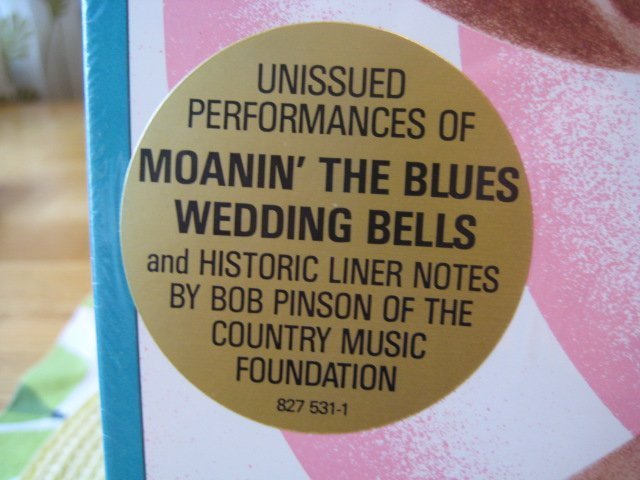 UNISSUED
PERFORMANCES OF
MOANIN' THE BLUES
WEDDING BELLS
and HISTORIC LINER NOTES
BY BOB PINSON OF THE
COUNTRY MUSIC
FOUNDATION
827 531-1